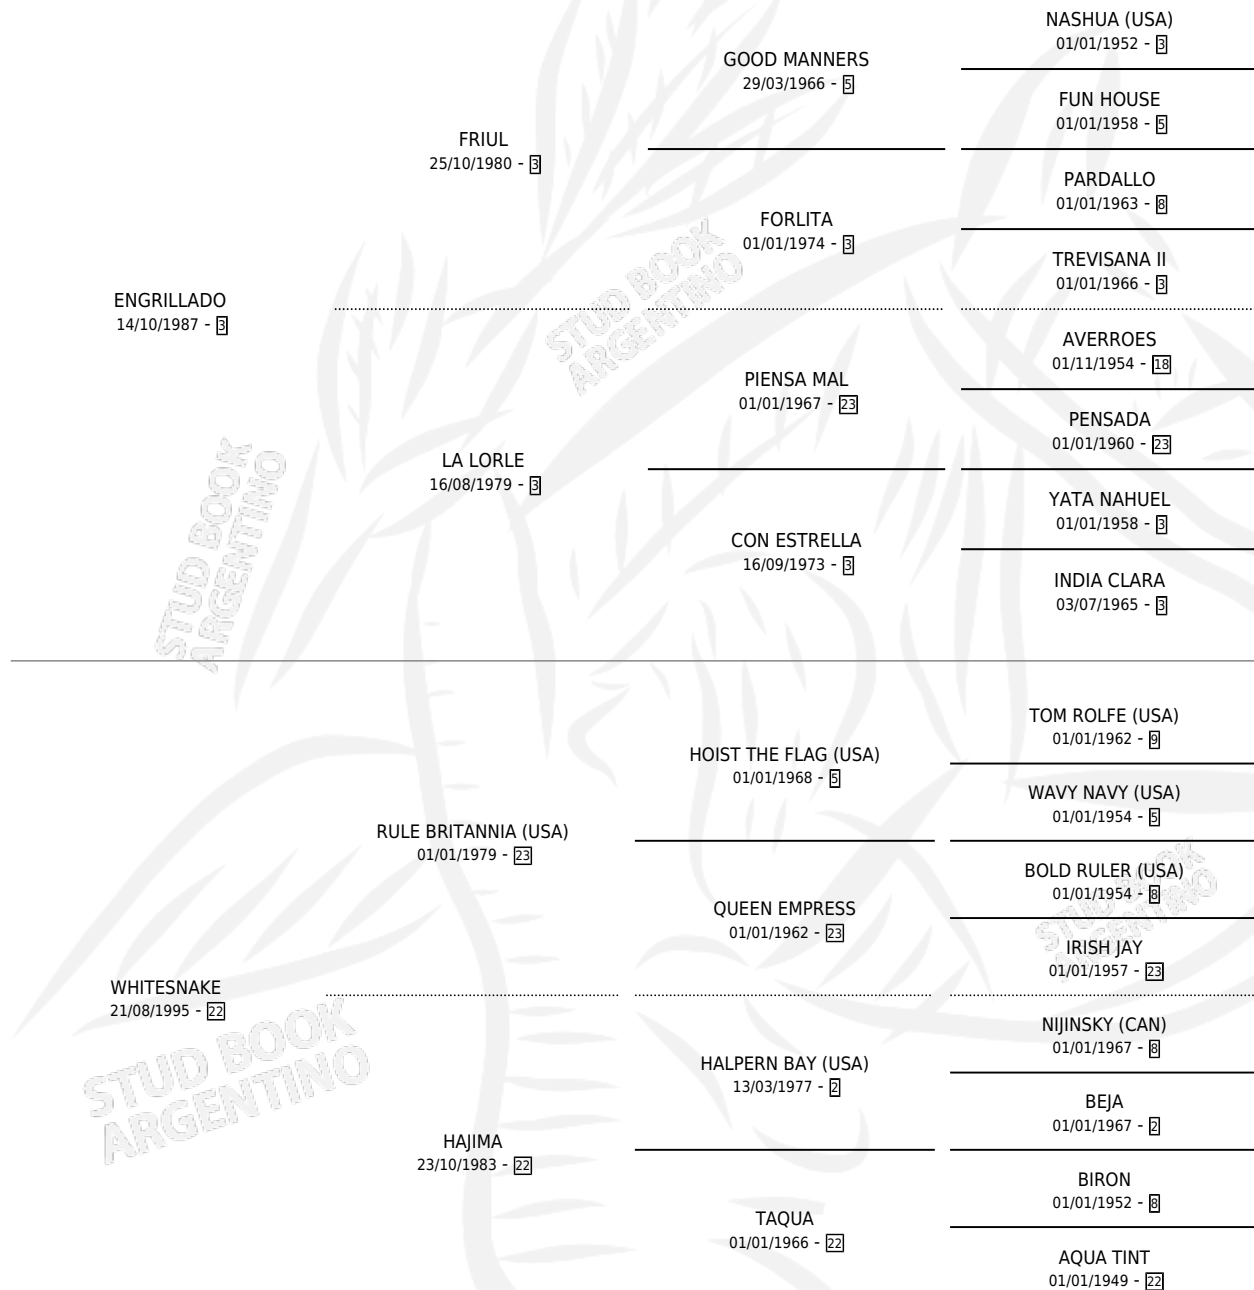 NASHUA (USA)
01/01/1952 - 3
GOOD MANNERS
29/03/1966 - 5
FUN HOUSE
01/01/1958 - 5
FRIUL
25/10/1980 - 3
PARDALLO
01/01/1963 - 8
FORLITA
01/01/1974 - 3
TREVISANA II
01/01/1966 - 3
STUD BOOK
ARGENTINO
ENGRILLADO
14/10/1987 - 3
AVERROES
01/11/1954 - 18
PIENSA MAL
01/01/1967 - 23
PENSADA
01/01/1960 - 23
LA LORLE
16/08/1979 - 3
YATA NAHUEL
01/01/1958 - 3
CON ESTRELLA
16/09/1973 - 3
INDIA CLARA
03/07/1965 - 3
STUD BOOK
ARGENTINO
TOM ROLFE (USA)
01/01/1962 - 9
HOIST THE FLAG (USA)
01/01/1968 - 5
WAVY NAVY (USA)
01/01/1954 - 5
RULE BRITANNIA (USA)
01/01/1979 - 23
BOLD RULER (USA)
01/01/1954 - 8
QUEEN EMPRESS
01/01/1962 - 23
IRISH JAY
01/01/1957 - 23
STUD BOOK
ARGENTINO
WHITESNAKE
21/08/1995 - 22
NIJINSKY (CAN)
01/01/1967 - 8
HALPERN BAY (USA)
13/03/1977 - 2
BEJA
01/01/1967 - 2
STUD BOOK
ARGENTINO
HAJIMA
23/10/1983 - 22
BIRON
01/01/1952 - 8
TAQUA
01/01/1966 - 22
AQUA TINT
01/01/1949 - 22